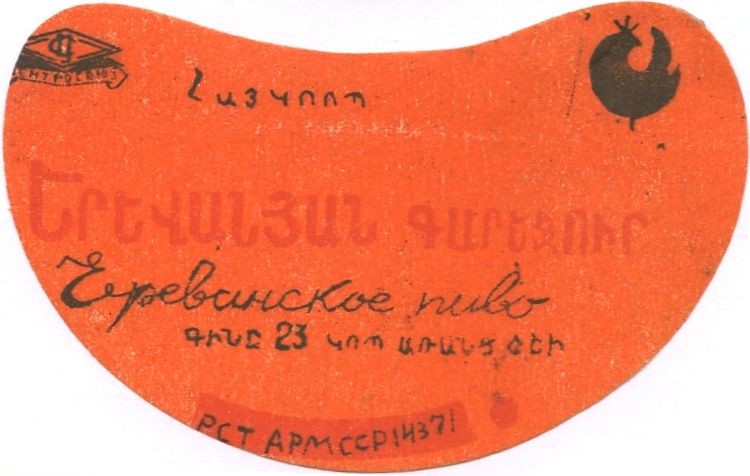 ЦЕНТРОСОЮЗ
Հայկոոպ
ԵՐԵՎԱՆՅԱՆ ԳԱՐԵՋՈՒՐ
Ереванское пиво
ԳԻՆԸ 23 ԿՈՊ ԱՌԱՆՑ ՇՇԻ
РСТ АРМССР 14371